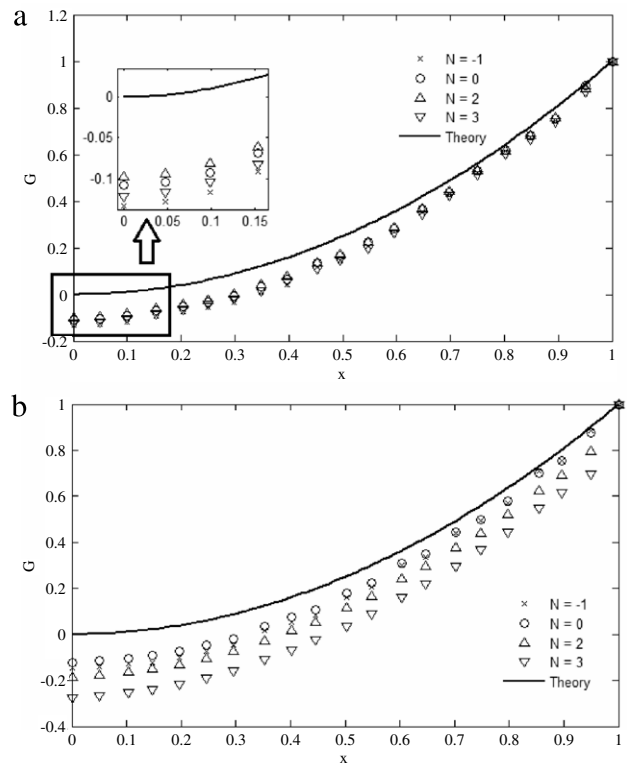 a
G
1.2
1
0.8
0.6
0.4
0.2
0
-0.2
0
-0.05
-0.1
0 0.05 0.1 0.15
N = -1
N = 0
N = 2
N = 3
Theory
0 0.1 0.2 0.3 0.4 0.5 0.6 0.7 0.8 0.9 1
x
b
G
1
0.8
0.6
0.4
0.2
0
-0.2
-0.4
N = -1
N = 0
N = 2
N = 3
Theory
0 0.1 0.2 0.3 0.4 0.5 0.6 0.7 0.8 0.9 1
x